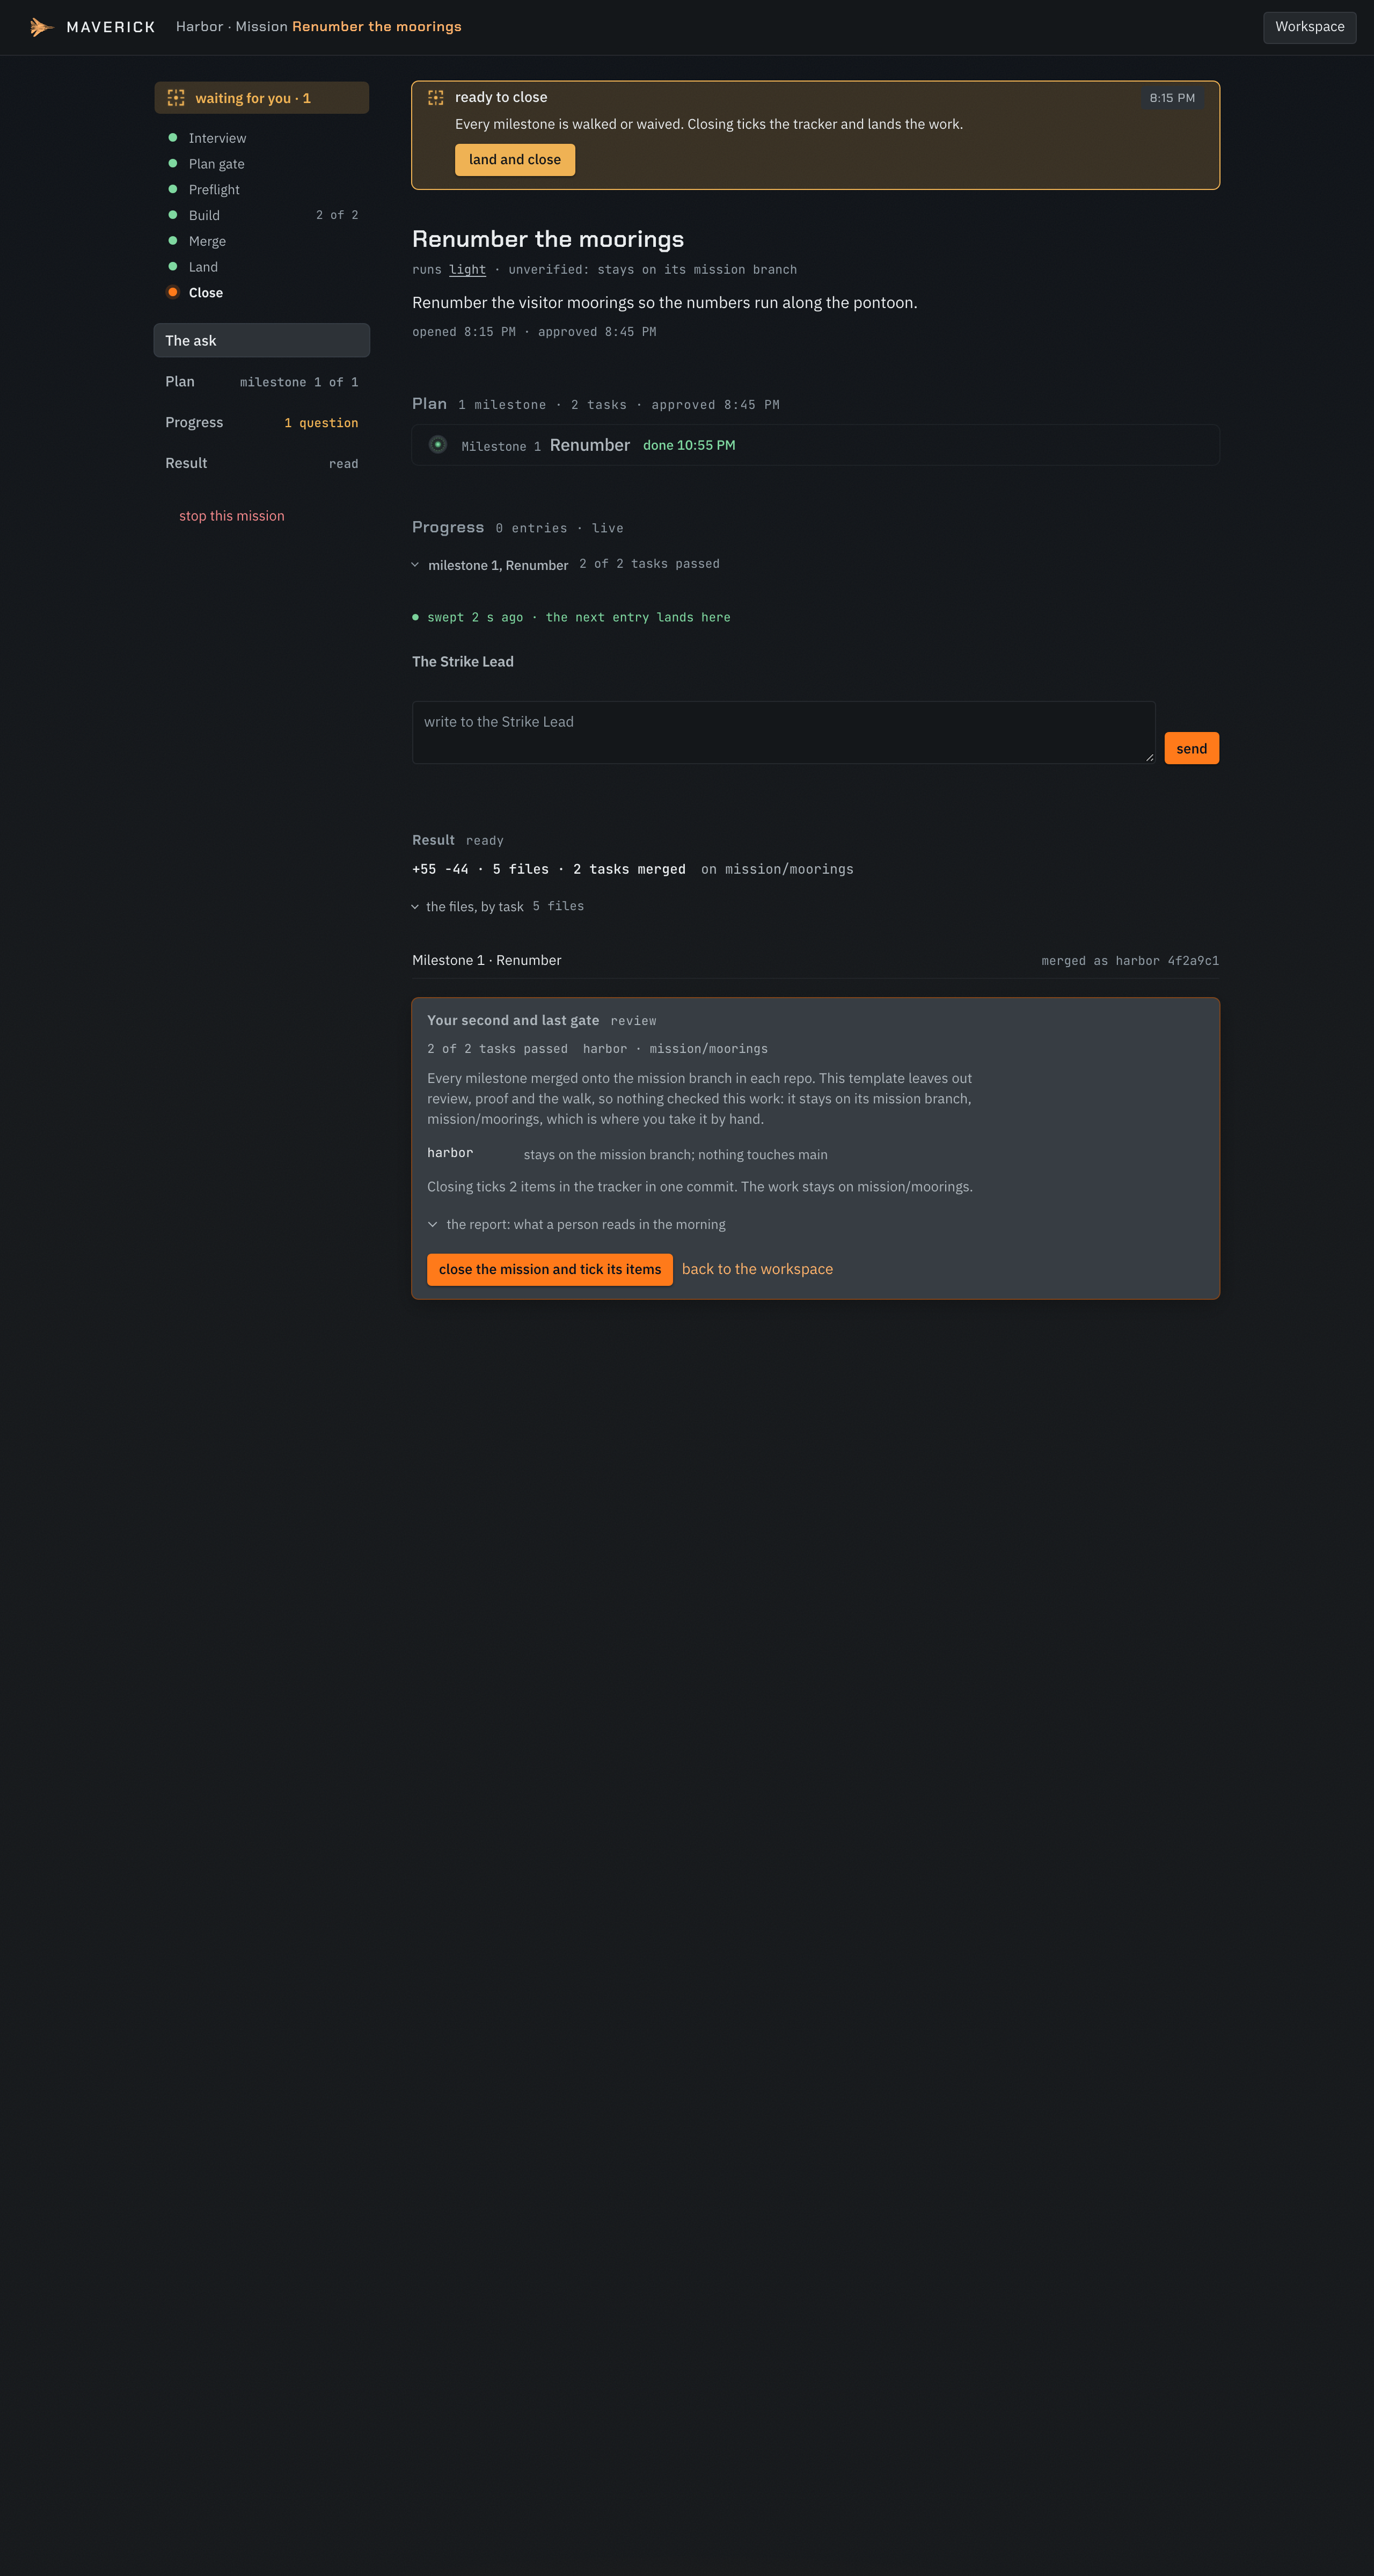 MAVERICK
Harbor · Mission Renumber the moorings
Workspace
waiting for you · 1
Interview
Plan gate
Preflight
Build 2 of 2
Merge
Land
Close
The ask
Plan milestone 1 of 1
Progress 1 question
Result read
stop this mission
ready to close 8:15 PM
Every milestone is walked or waived. Closing ticks the tracker and lands the work.
land and close
Renumber the moorings
runs light · unverified: stays on its mission branch
Renumber the visitor moorings so the numbers run along the pontoon.
opened 8:15 PM · approved 8:45 PM
Plan 1 milestone · 2 tasks · approved 8:45 PM
Milestone 1 Renumber done 10:55 PM
Progress 0 entries · live
milestone 1, Renumber 2 of 2 tasks passed
swept 2 s ago · the next entry lands here
The Strike Lead
write to the Strike Lead
send
Result ready
+55 -44 · 5 files · 2 tasks merged on mission/moorings
the files, by task 5 files
Milestone 1 · Renumber merged as harbor 4f2a9c1
Your second and last gate review
2 of 2 tasks passed harbor · mission/moorings
Every milestone merged onto the mission branch in each repo. This template leaves out
review, proof and the walk, so nothing checked this work: it stays on its mission branch,
mission/moorings, which is where you take it by hand.
harbor stays on the mission branch; nothing touches main
Closing ticks 2 items in the tracker in one commit. The work stays on mission/moorings.
the report: what a person reads in the morning
close the mission and tick its items back to the workspace